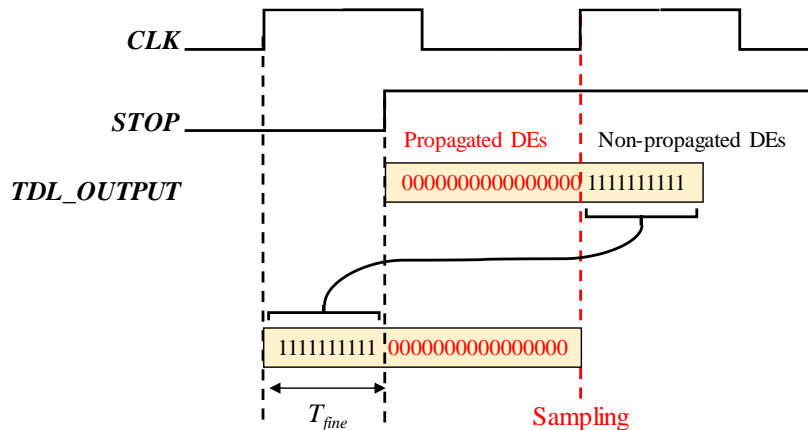 CLK
STOP
Propagated DEs Non-propagated DEs
TDL_OUTPUT
0000000000000000 1111111111
1111111111 0000000000000000
T_fine
Sampling